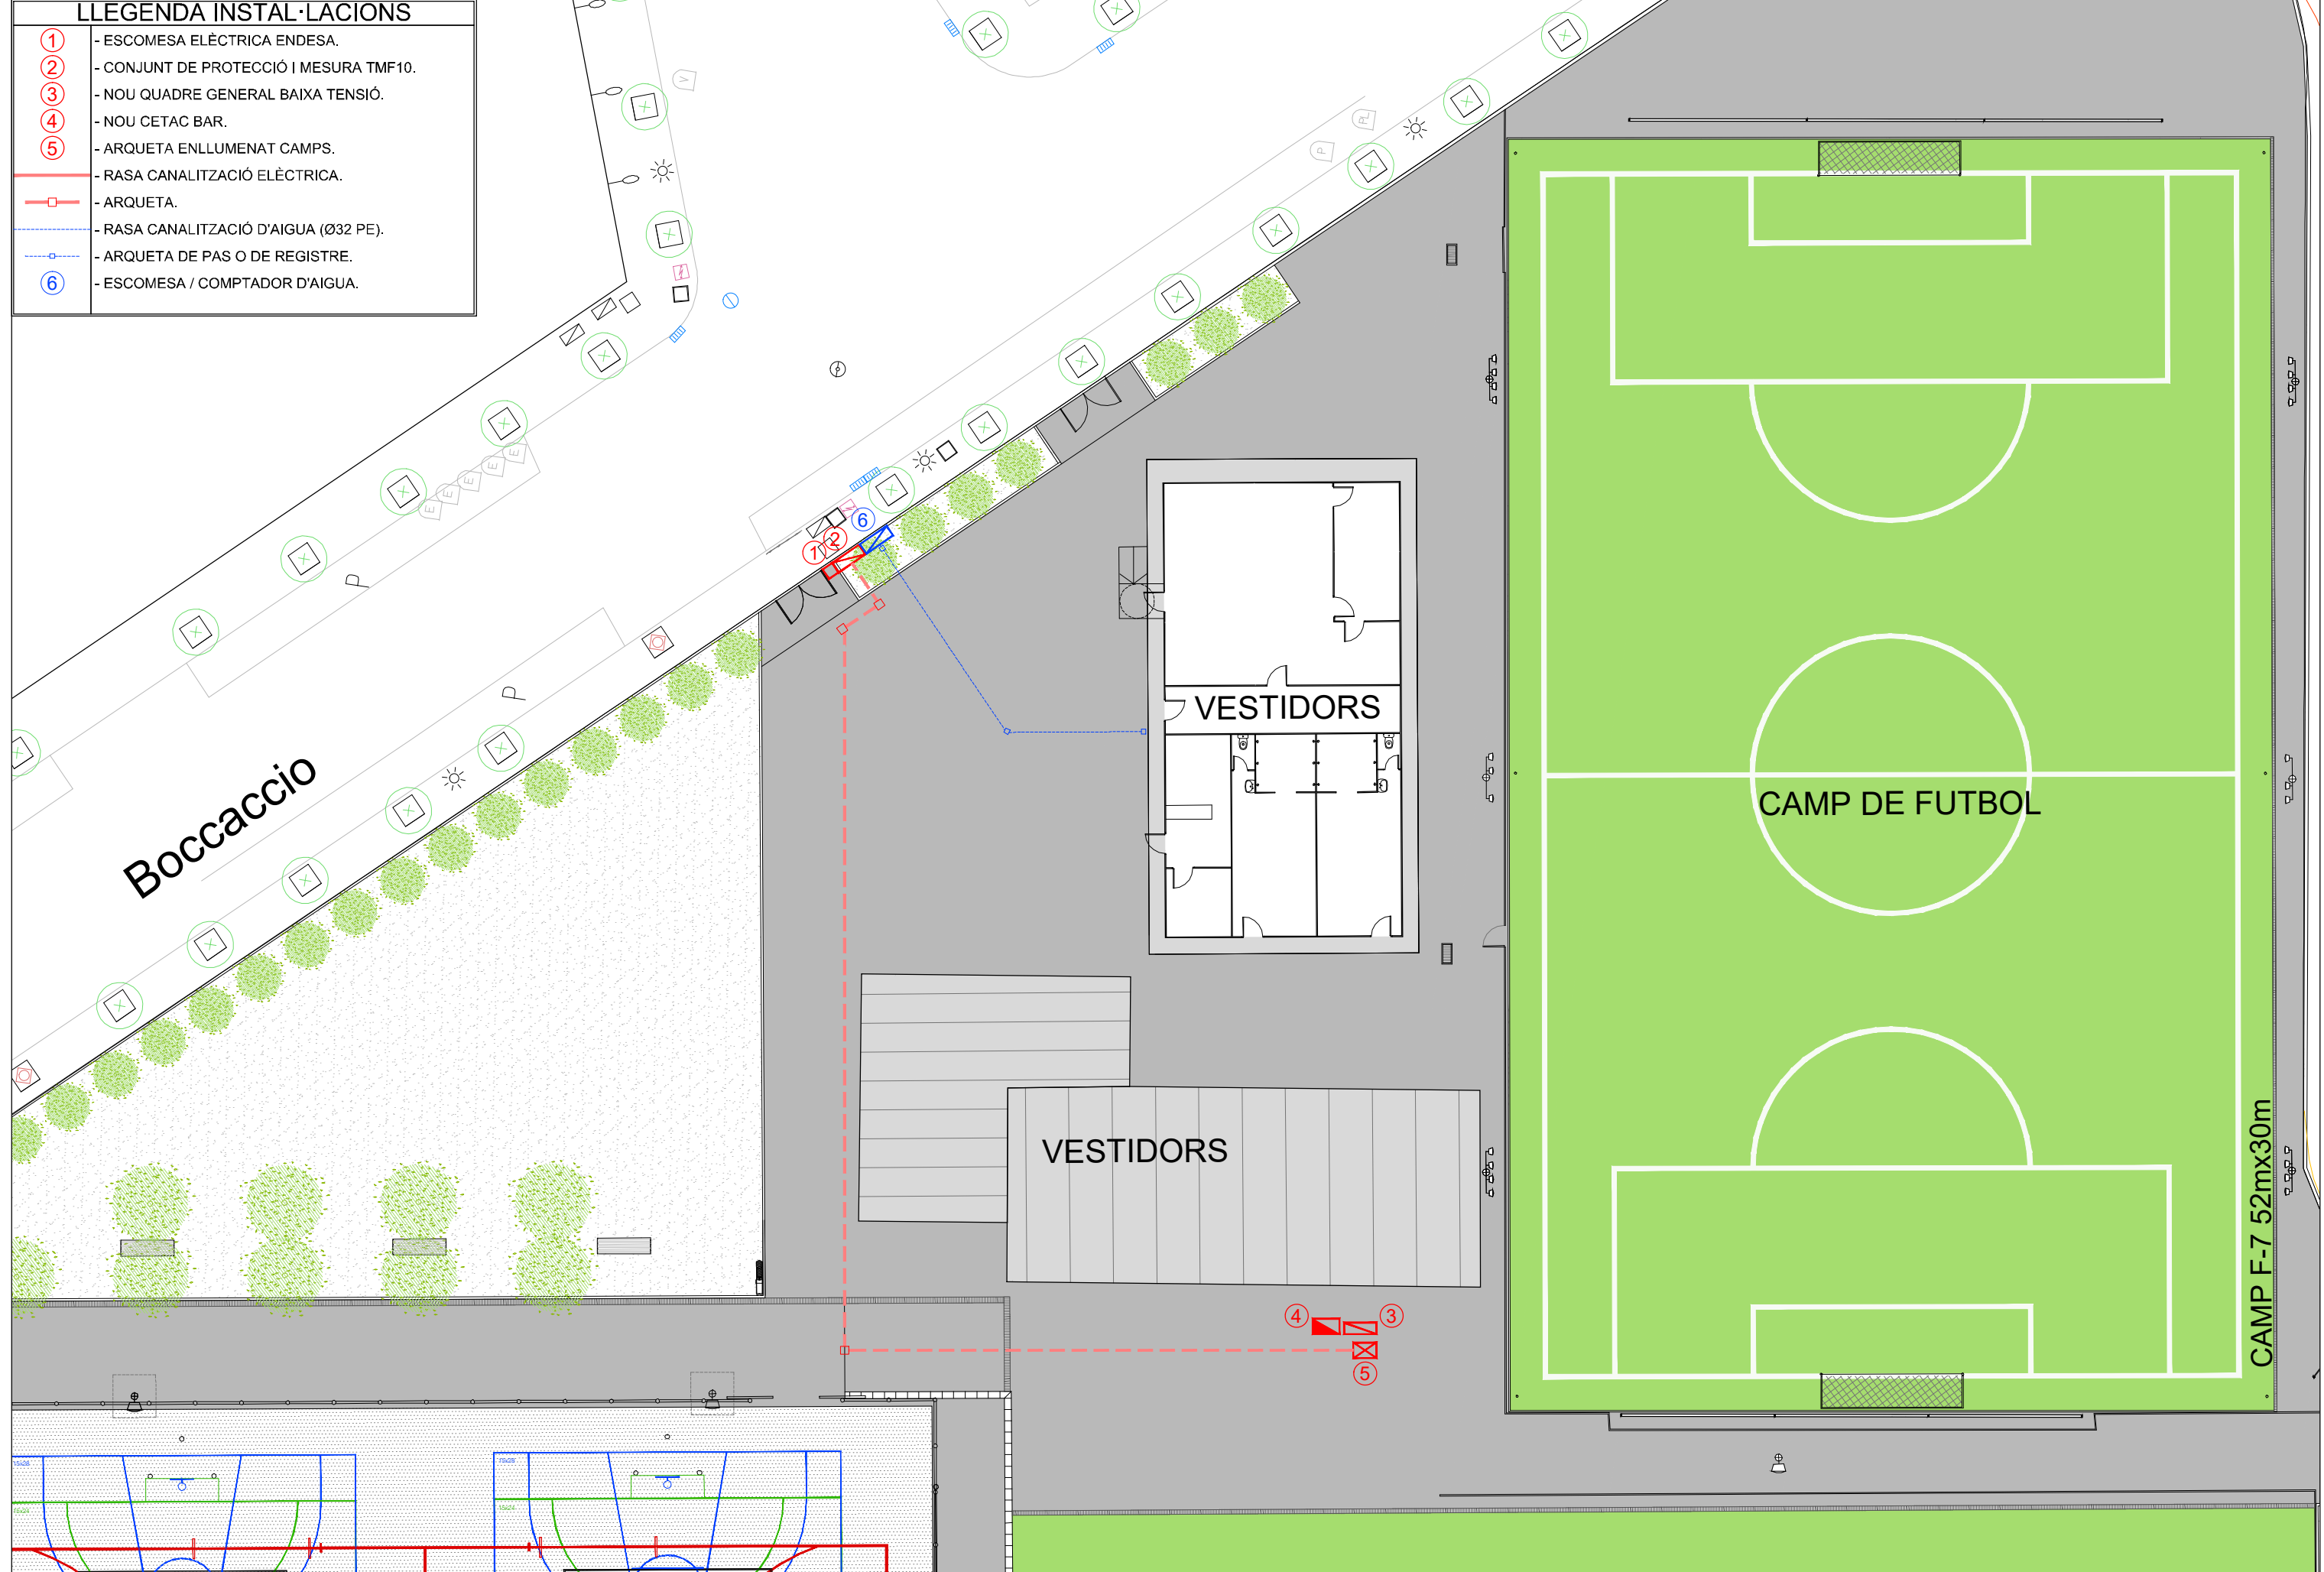 LLEGENDA INSTAL·LACIONS
1 - ESCOMESA ELÈCTRICA ENDESA.
2 - CONJUNT DE PROTECCIÓ I MESURA TMF10.
3 - NOU QUADRE GENERAL BAIXA TENSIÓ.
4 - NOU CETAC BAR.
5 - ARQUETA ENLLUMENAT CAMPS.
- RASA CANALITZACIÓ ELÈCTRICA.
- ARQUETA.
- RASA CANALITZACIÓ D'AIGUA (Ø32 PE).
- ARQUETA DE PAS O DE REGISTRE.
6 - ESCOMESA / COMPTADOR D'AIGUA.
V
P
RL
E
E
E
E
E
6
2
1
P
P
Boccaccio
VESTIDORS
CAMP DE FUTBOL
VESTIDORS
CAMP F-7 52mx30m
4
3
5
15x28
15x28